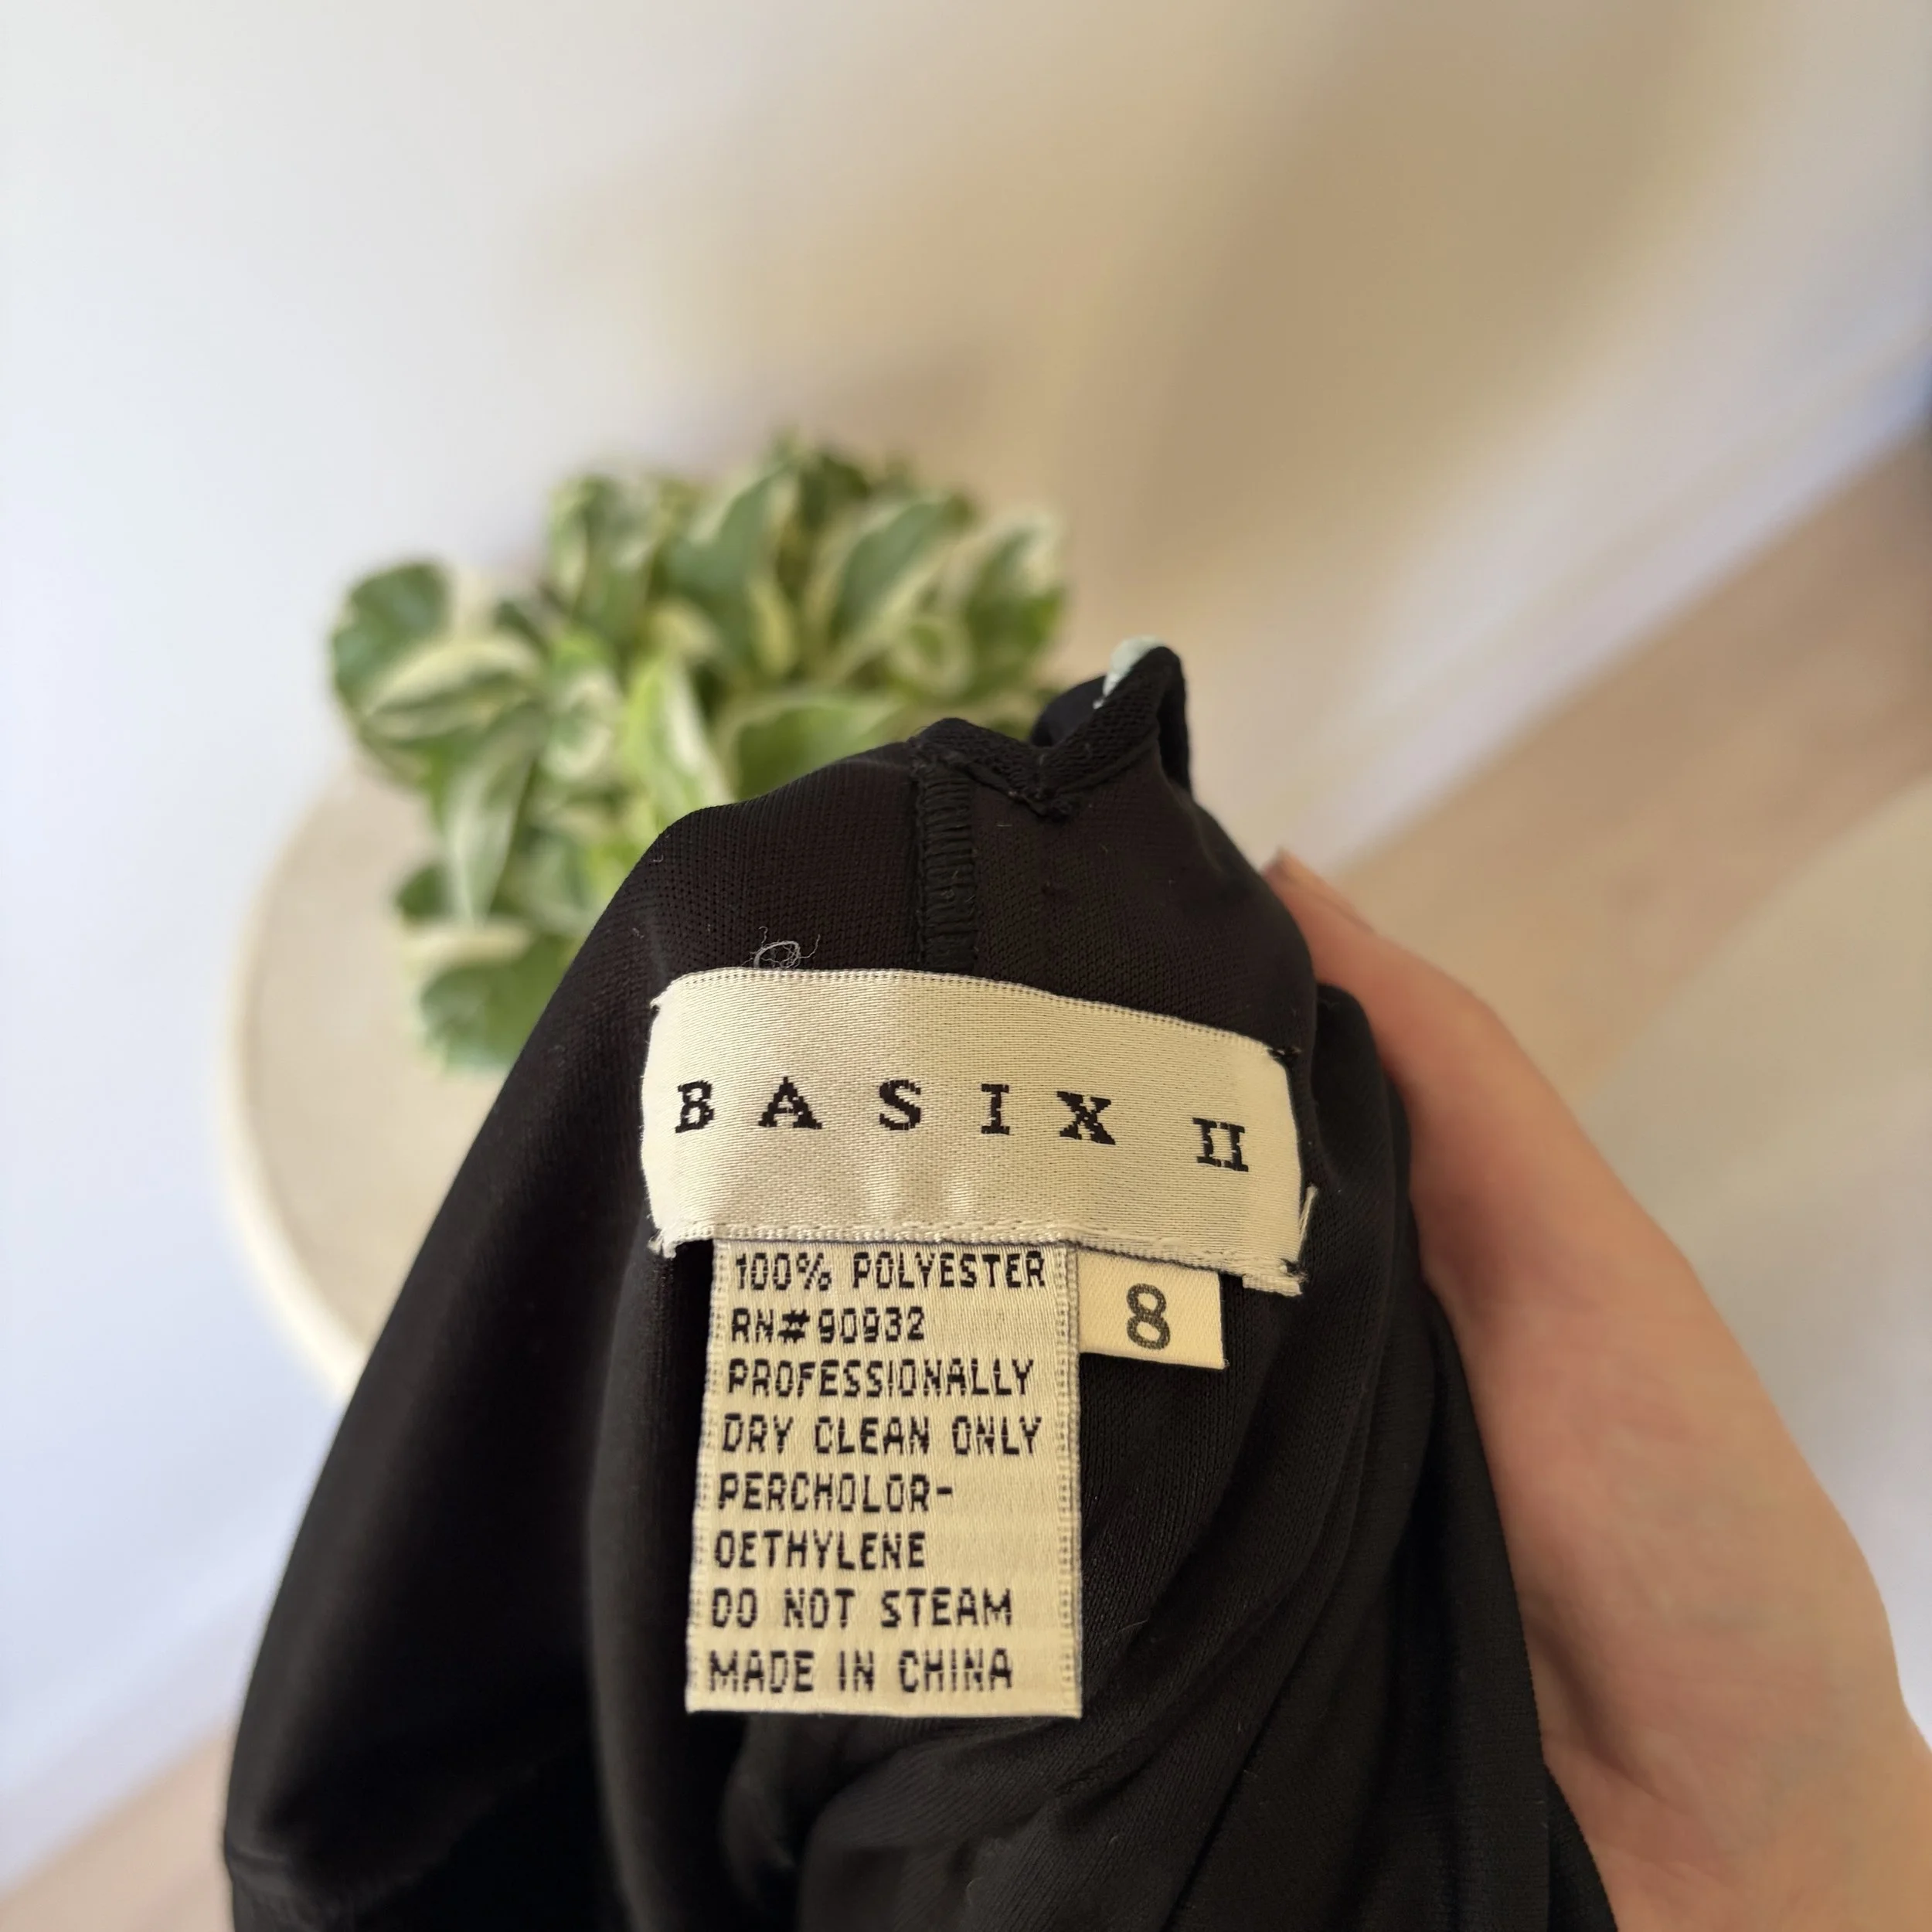 BASIX II
100% POLYESTER
RN#90932
PROFESSIONALLY
DRY CLEAN ONLY
PERCHOLOR-
OETHYLENE
DO NOT STEAM
MADE IN CHINA
8